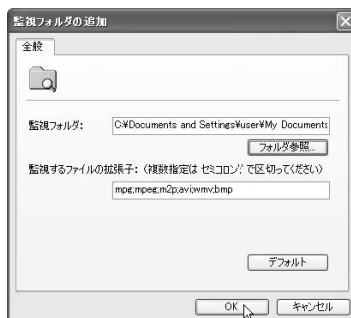 監視フォルダの追加
全般
監視フォルダ:
C:¥Documents and Settings¥user¥My Documents
フォルダ参照...
監視するファイルの拡張子: (複数指定は セミコロン';' で区切ってください)
mpg;mpeg;m2p;avi;wmv;bmp
デフォルト
OK
キャンセル